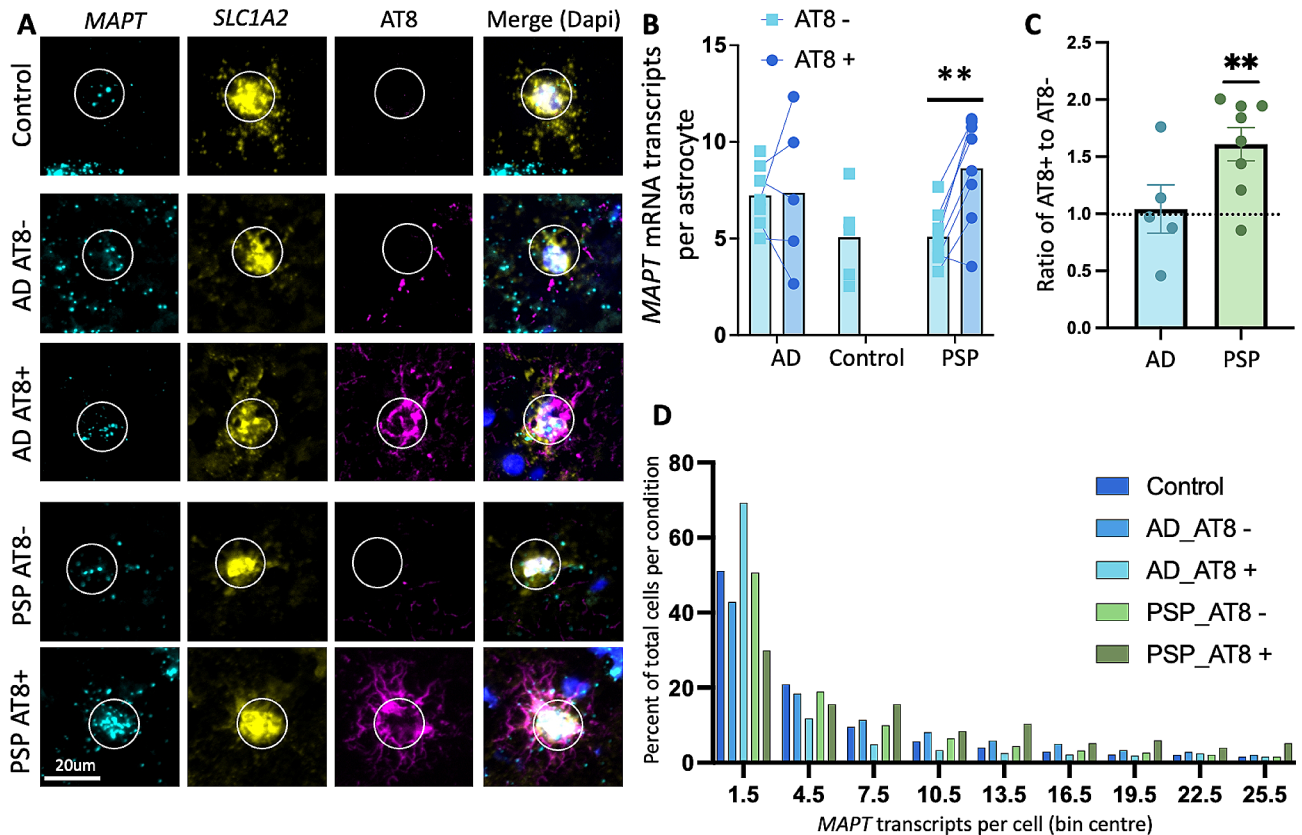 A
MAPT
SLC1A2
AT8
Merge (Dapi)
Control
AD AT8-
AD AT8+
PSP AT8-
PSP AT8+
20um
B
AT8 -
AT8 +
MAPT mRNA transcripts
per astrocyte
15
10
5
0
**
AD
Control
PSP
C
Ratio of AT8+ to AT8-
2.5
2.0
1.5
1.0
0.5
0.0
**
AD
PSP
D
Percent of total cells per condition
80
60
40
20
0
Control
AD_AT8 -
AD_AT8 +
PSP_AT8 -
PSP_AT8 +
1.5
4.5
7.5
10.5
13.5
16.5
19.5
22.5
25.5
MAPT transcripts per cell (bin centre)